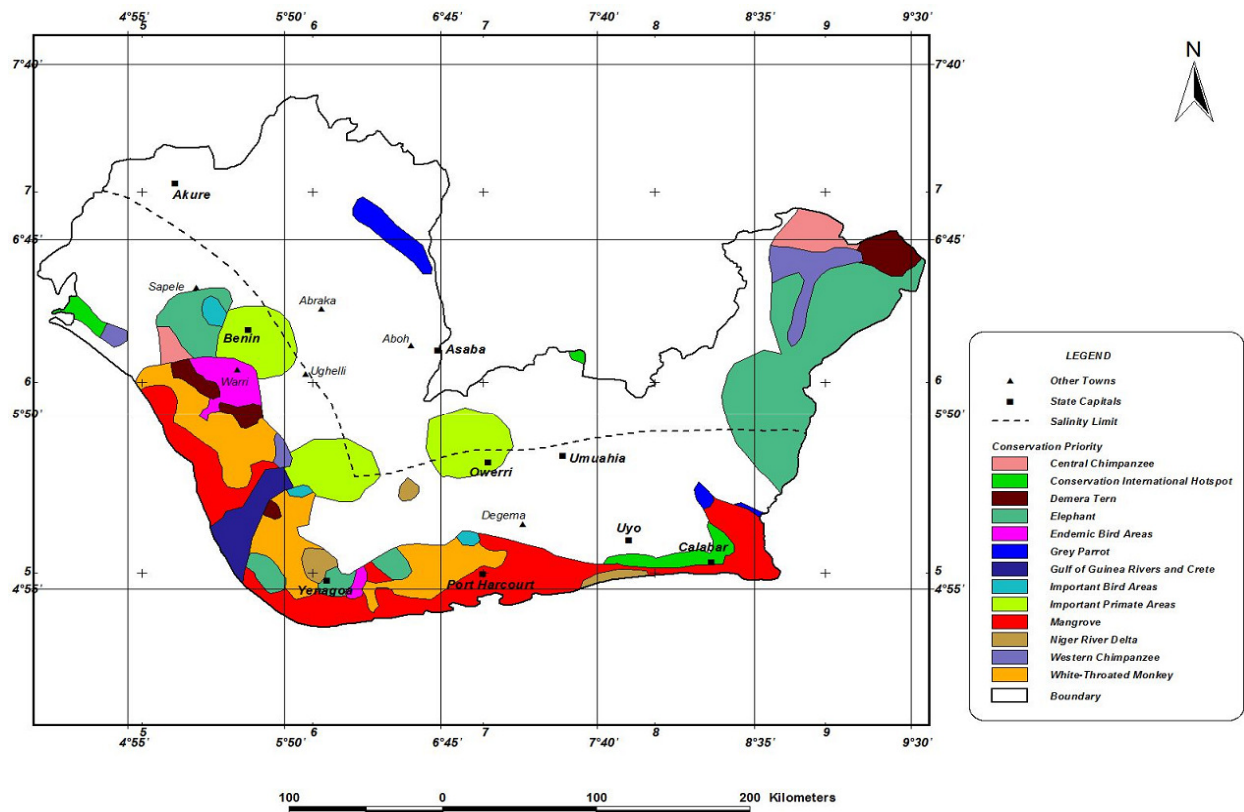 4°55' 5°50' 6°45' 7°40' 8°35' 9°30'
5 6 7 8 9
7°40' 7°40'
N
7 7
Akure
6°45' 6°45'
Sapele
Abraka
Benin
Aboh
Asaba
Warri
Ughelli
6 6
5°50' 5°50'
Owerri
Umuahia
Degema
Uyo
Calabar
5 5
Yenagoa
Port Harcourt
4°55' 4°55'
5 6 7 8 9
4°55' 5°50' 6°45' 7°40' 8°35' 9°30'
LEGEND
Other Towns
State Capitals
Salinity Limit
Conservation Priority
Central Chimpanzee
Conservation International Hotspot
Demera Tern
Elephant
Endemic Bird Areas
Grey Parrot
Gulf of Guinea Rivers and Crete
Important Bird Areas
Important Primate Areas
Mangrove
Niger River Delta
Western Chimpanzee
White-Throated Monkey
Boundary
100 0 100 200 Kilometers